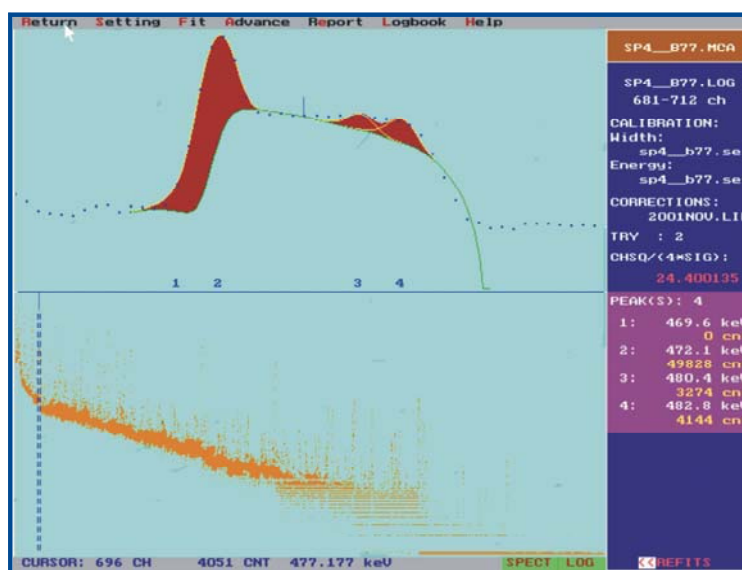 Return Setting Fit Advance Report Logbook Help
SP4__B77.MCA
SP4__B77.LOG
681-712 ch
CALIBRATION:
Width:
sp4__b77.se
Energy:
sp4__b77.se
CORRECTIONS:
2001NOV.LI
TRY : 2
CHSQ/(4*SIG):
24.400135
PEAK(S): 4
1: 469.6 keV
0 cn
2: 472.1 keV
49828 cn
3: 480.4 keV
3274 cn
4: 482.8 keV
4144 cn
1 2 3 4
CURSOR: 696 CH 4051 CNT 477.177 keV SPECT LOG <<REFITS